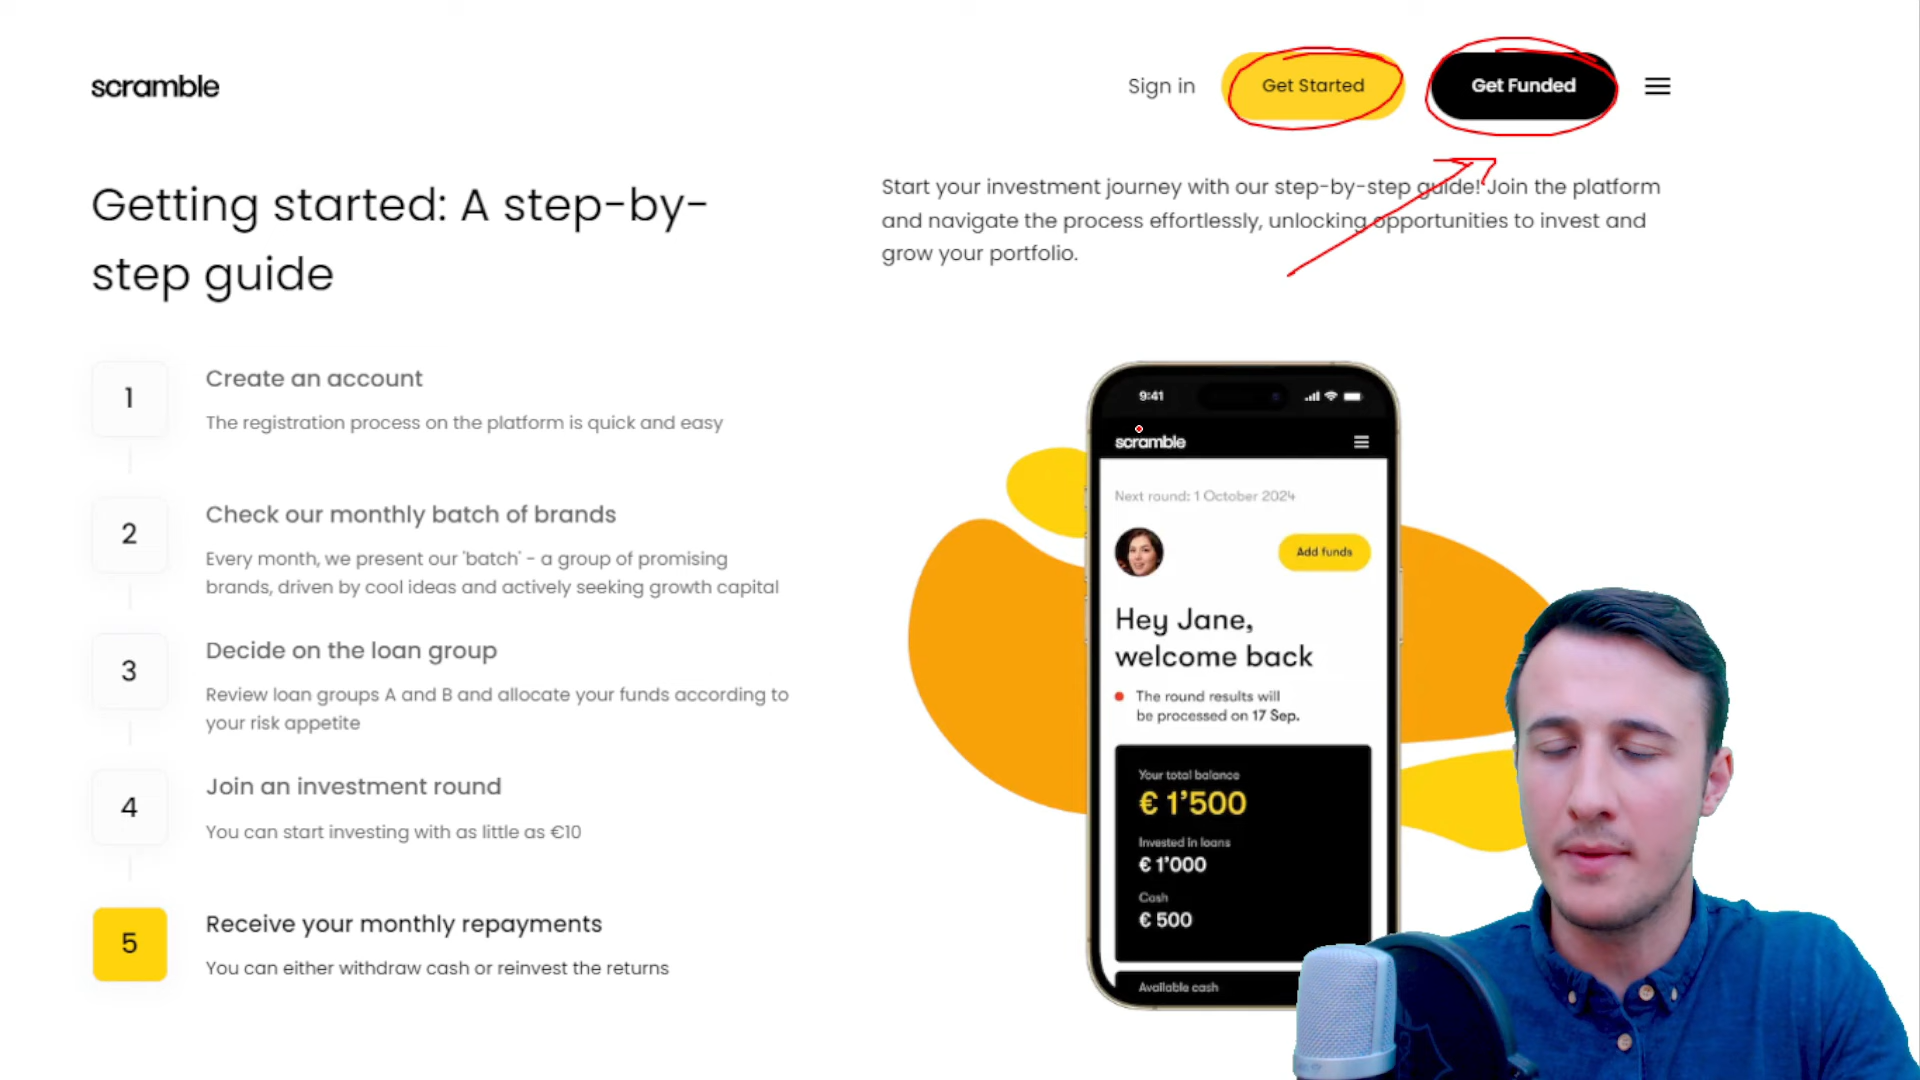 scramble
Sign in
Get Started
Get Funded
Getting started: A step-by-
step guide
Start your investment journey with our step-by-step guide! Join the platform
and navigate the process effortlessly, unlocking opportunities to invest and
grow your portfolio.
1
Create an account
The registration process on the platform is quick and easy
2
Check our monthly batch of brands
Every month, we present our 'batch' - a group of promising
brands, driven by cool ideas and actively seeking growth capital
3
Decide on the loan group
Review loan groups A and B and allocate your funds according to
your risk appetite
4
Join an investment round
You can start investing with as little as €10
5
Receive your monthly repayments
You can either withdraw cash or reinvest the returns
9:41
scramble
Next round: 1 October 2024
Add funds
Hey Jane,
welcome back
The round results will
be processed on 17 Sep.
Your total balance
€ 1'500
Invested in loans
€ 1'000
Cash
€ 500
Available cash